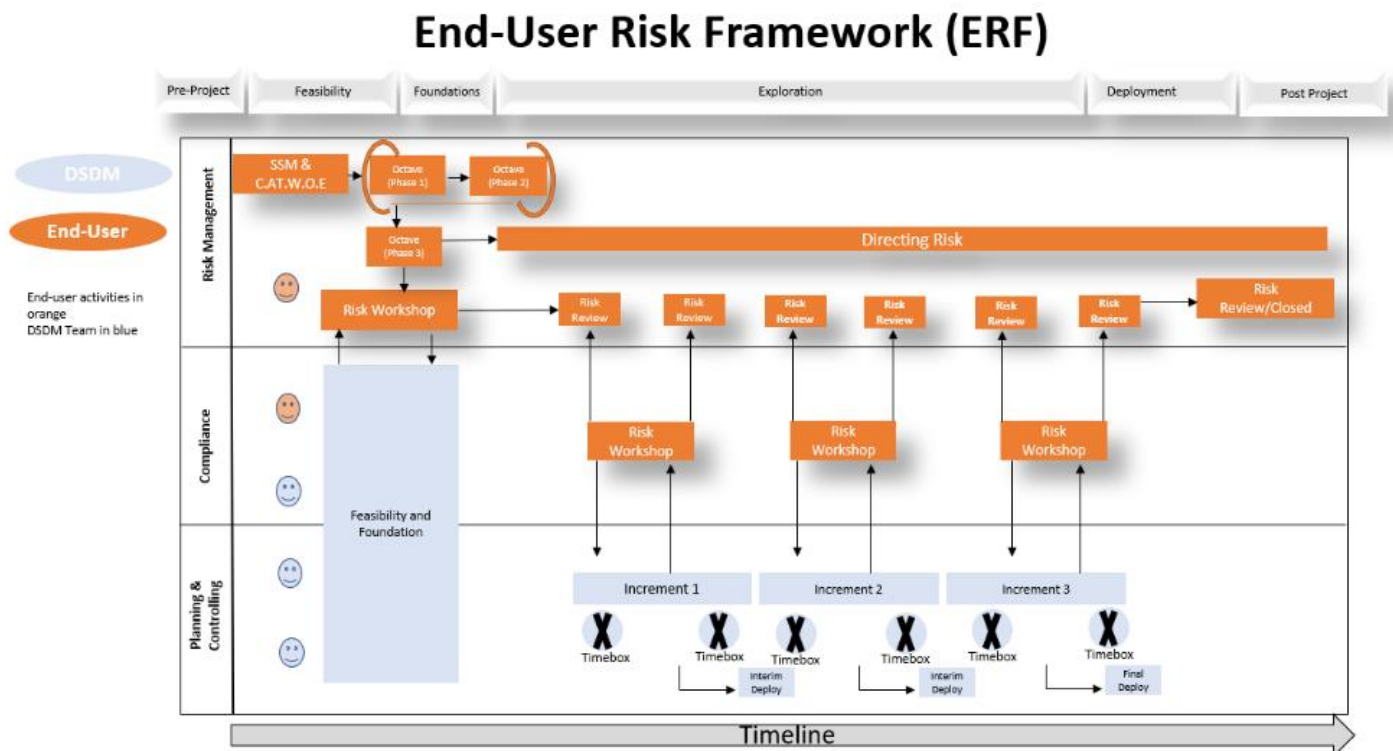 End-User Risk Framework (ERF)
Pre-Project
Feasibility
Foundations
Exploration
Deployment
Post Project
DSDM
End-User
End-user activities in
orange
DSDM Team in blue
Risk Management
SSM &
C.AT.W.O.E
Octave
(Phase 1)
Octave
(Phase 2)
Octave
(Phase 3)
Directing Risk
Risk Workshop
Risk
Review
Risk
Review
Risk
Review
Risk
Review
Risk
Review
Risk
Review
Risk
Review/Closed
Compliance
Risk
Workshop
Risk
Workshop
Risk
Workshop
Feasibility and
Foundation
Planning &
Controlling
Increment 1
Increment 2
Increment 3
Timebox
Timebox
Timebox
Timebox
Timebox
Timebox
Interim
Deploy
Interim
Deploy
Final
Deploy
Timeline